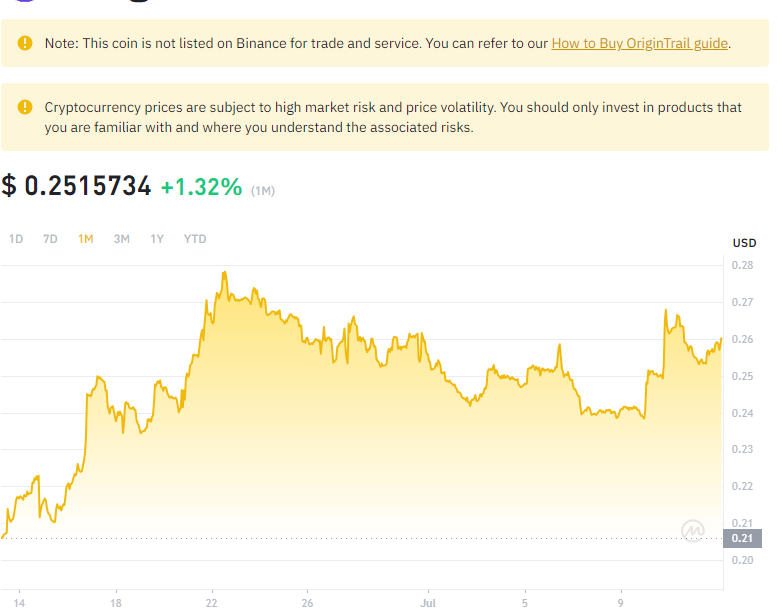 Note: This coin is not listed on Binance for trade and service. You can refer to our How to Buy OriginTrail guide.
Cryptocurrency prices are subject to high market risk and price volatility. You should only invest in products that
you are familiar with and where you understand the associated risks.
$ 0.2515734 +1.32% (1M)
1D 7D 1M 3M 1Y YTD
USD
0.28
0.27
0.26
0.25
0.24
0.23
0.22
0.21
0.21
0.20
14 18 22 26 Jul 5 9